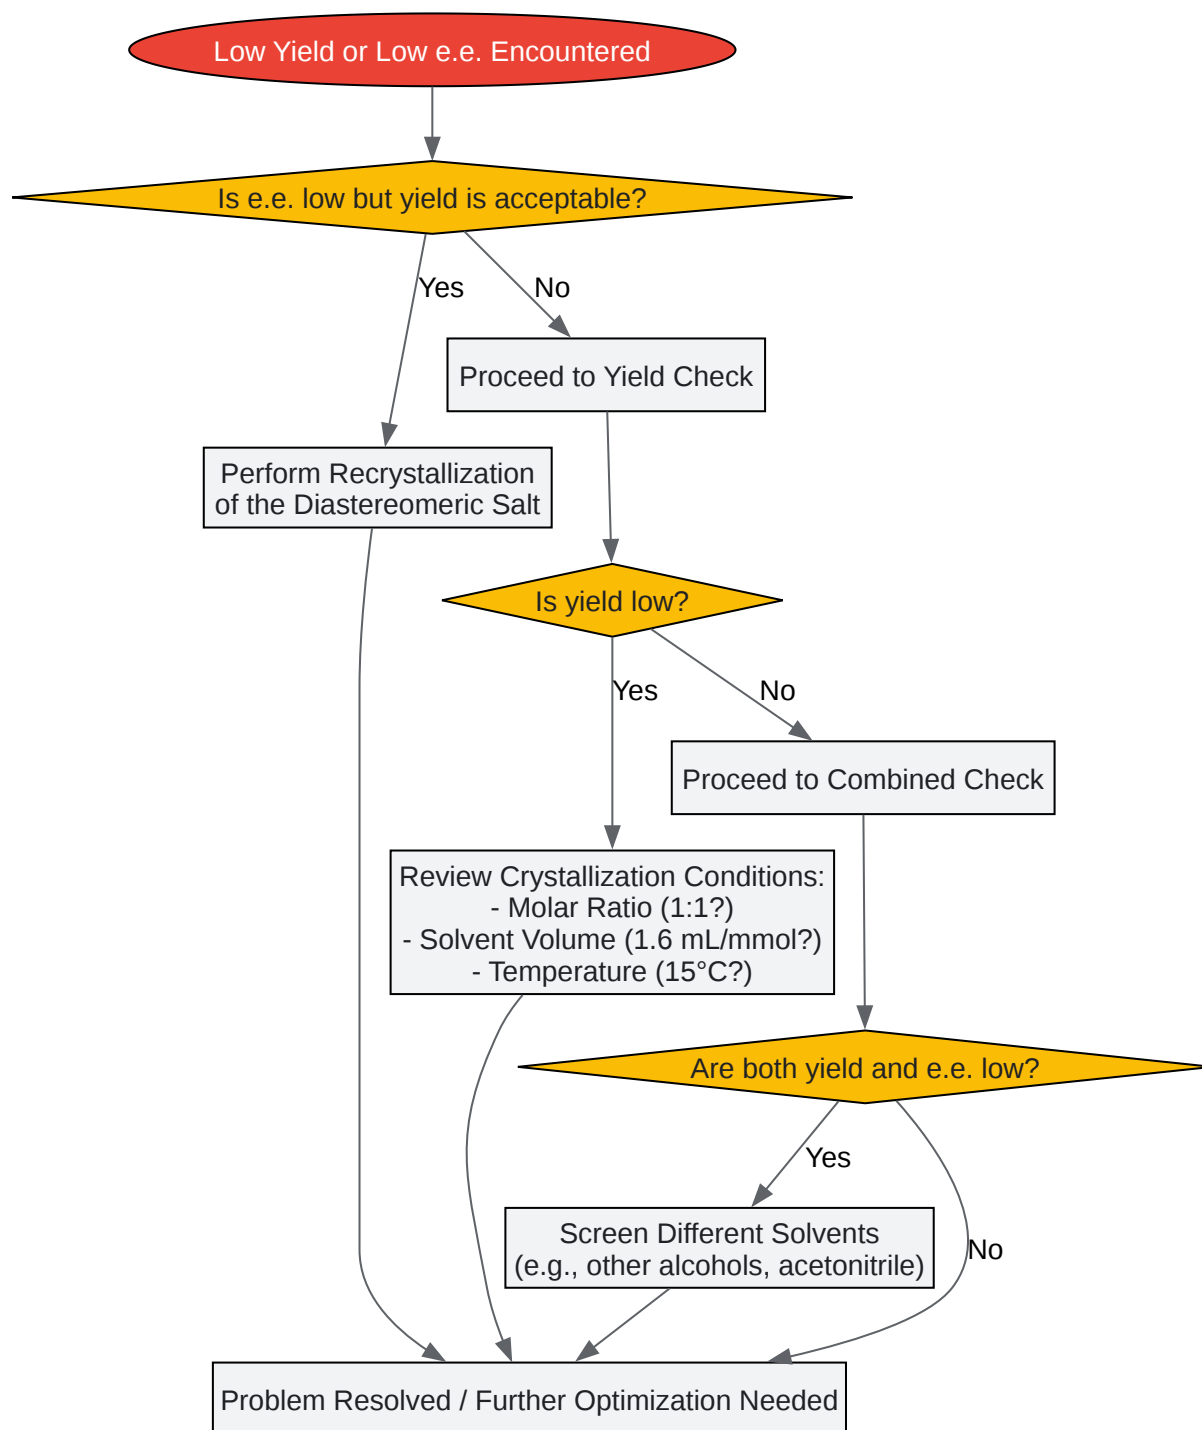 Low Yield or Low e.e. Encountered
Is e.e. low but yield is acceptable?
Yes
No
Proceed to Yield Check
Perform Recrystallization
of the Diastereomeric Salt
Is yield low?
Yes
No
Proceed to Combined Check
Review Crystallization Conditions:
- Molar Ratio (1:1?)
- Solvent Volume (1.6 mL/mmol?)
- Temperature (15°C?)
Are both yield and e.e. low?
Yes
Screen Different Solvents
(e.g., other alcohols, acetonitrile)
No
Problem Resolved / Further Optimization Needed